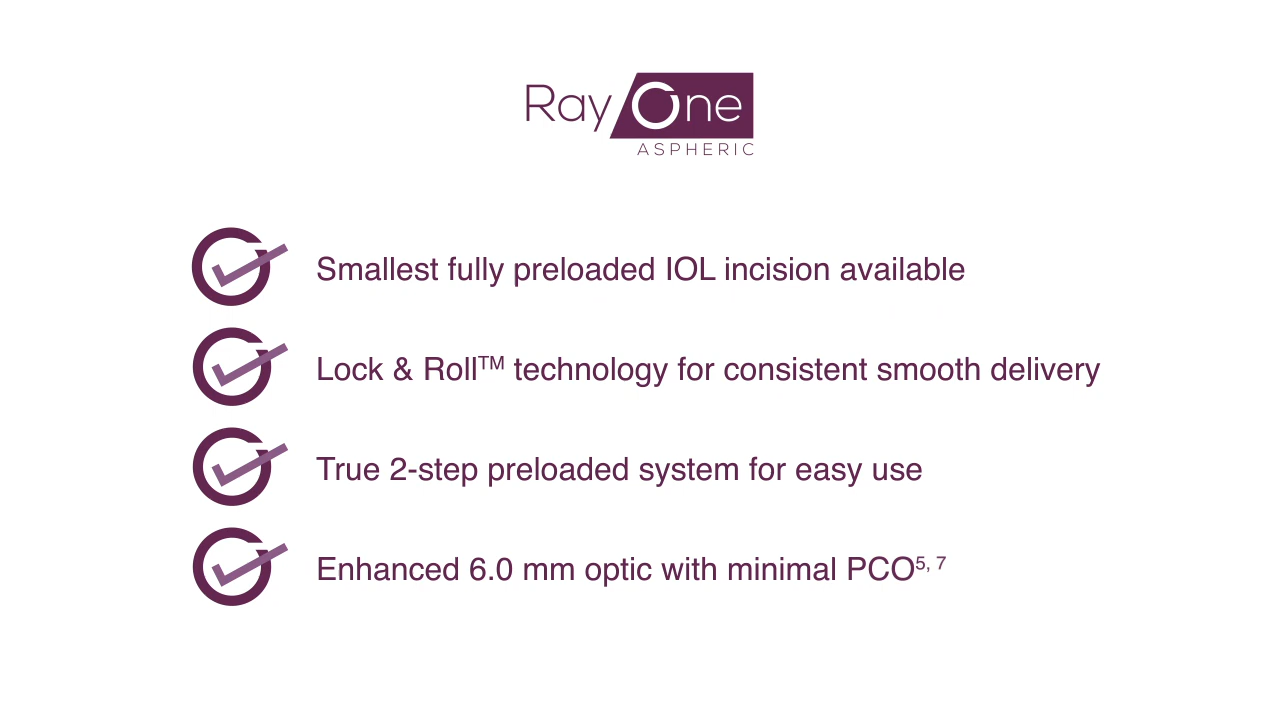 RayOne
ASPHERIC
Smallest fully preloaded IOL incision available
Lock & Roll™ technology for consistent smooth delivery
True 2-step preloaded system for easy use
Enhanced 6.0 mm optic with minimal PCO⁵, ⁷